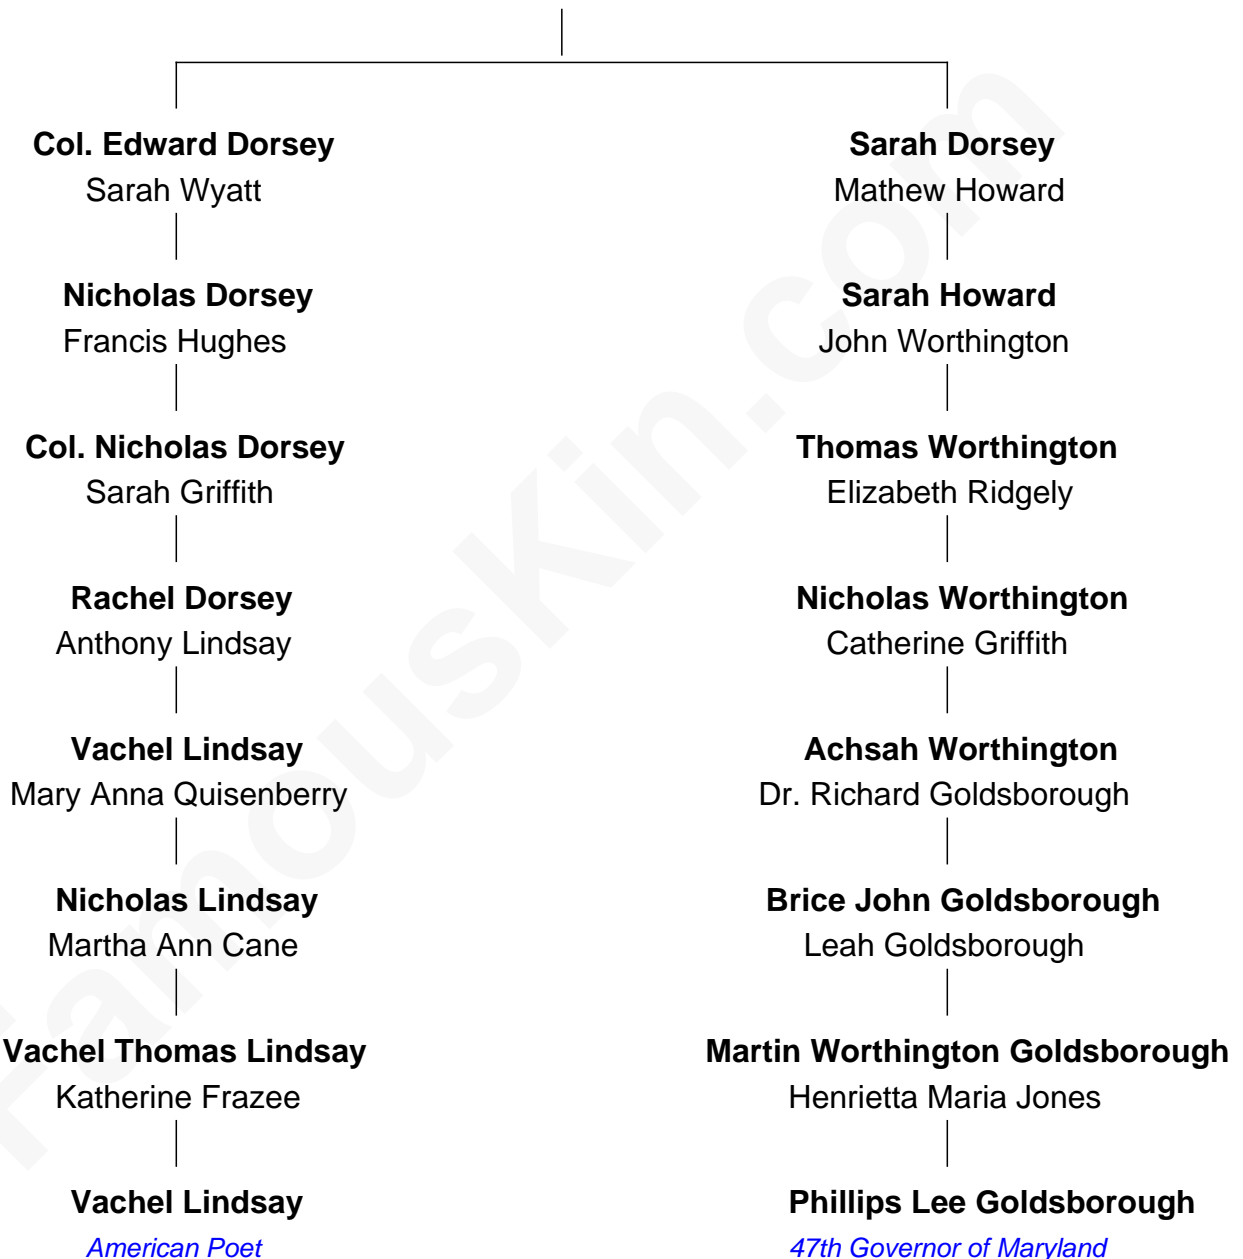 Col. Edward Dorsey
Sarah Wyatt
Sarah Dorsey
Mathew Howard
Nicholas Dorsey
Francis Hughes
Sarah Howard
John Worthington
Col. Nicholas Dorsey
Sarah Griffith
Thomas Worthington
Elizabeth Ridgely
Rachel Dorsey
Anthony Lindsay
Nicholas Worthington
Catherine Griffith
Vachel Lindsay
Mary Anna Quisenberry
Achsah Worthington
Dr. Richard Goldsborough
Nicholas Lindsay
Martha Ann Cane
Brice John Goldsborough
Leah Goldsborough
Vachel Thomas Lindsay
Katherine Frazee
Martin Worthington Goldsborough
Henrietta Maria Jones
Vachel Lindsay
American Poet
Phillips Lee Goldsborough
47th Governor of Maryland
FamousKin.com